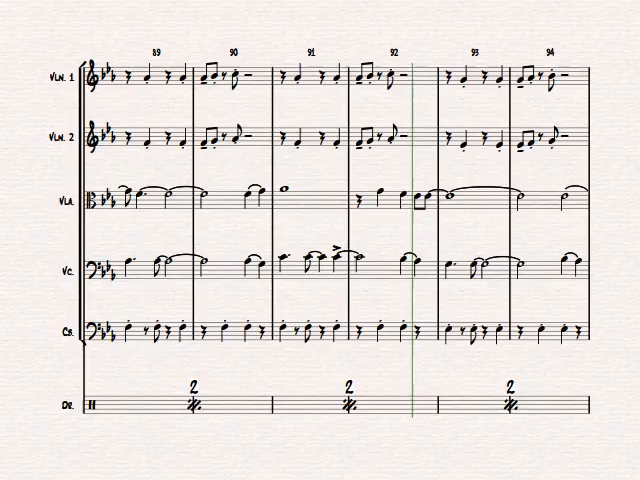 89 90 91 92 93 94
Vln. 1
Vln. 2
Vla.
Vc.
Cb.
2 2 2
Dr.